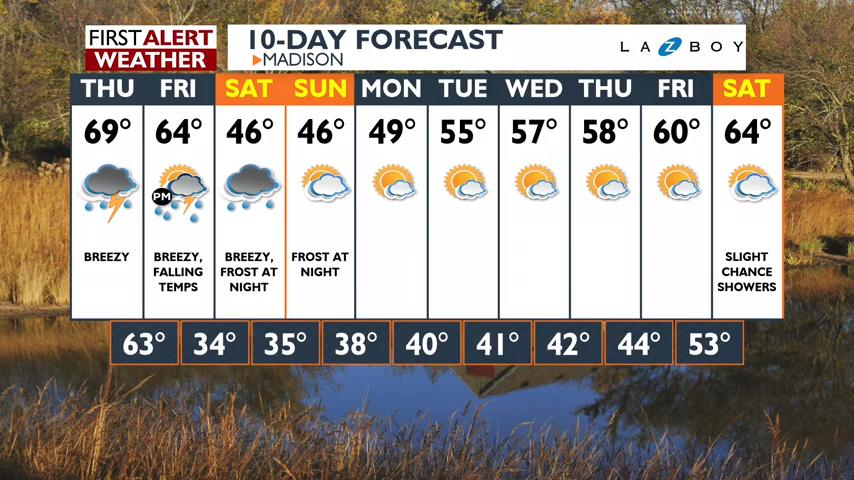 FIRST ALERT
WEATHER
10-DAY FORECAST
MADISON
LA Z BOY
THU FRI SAT SUN MON TUE WED THU FRI SAT
69° 64° 46° 46° 49° 55° 57° 58° 60° 64°
PM
BREEZY
BREEZY,
FALLING
TEMPS
BREEZY,
FROST AT
NIGHT
FROST AT
NIGHT
SLIGHT
CHANCE
SHOWERS
63° 34° 35° 38° 40° 41° 42° 44° 53°